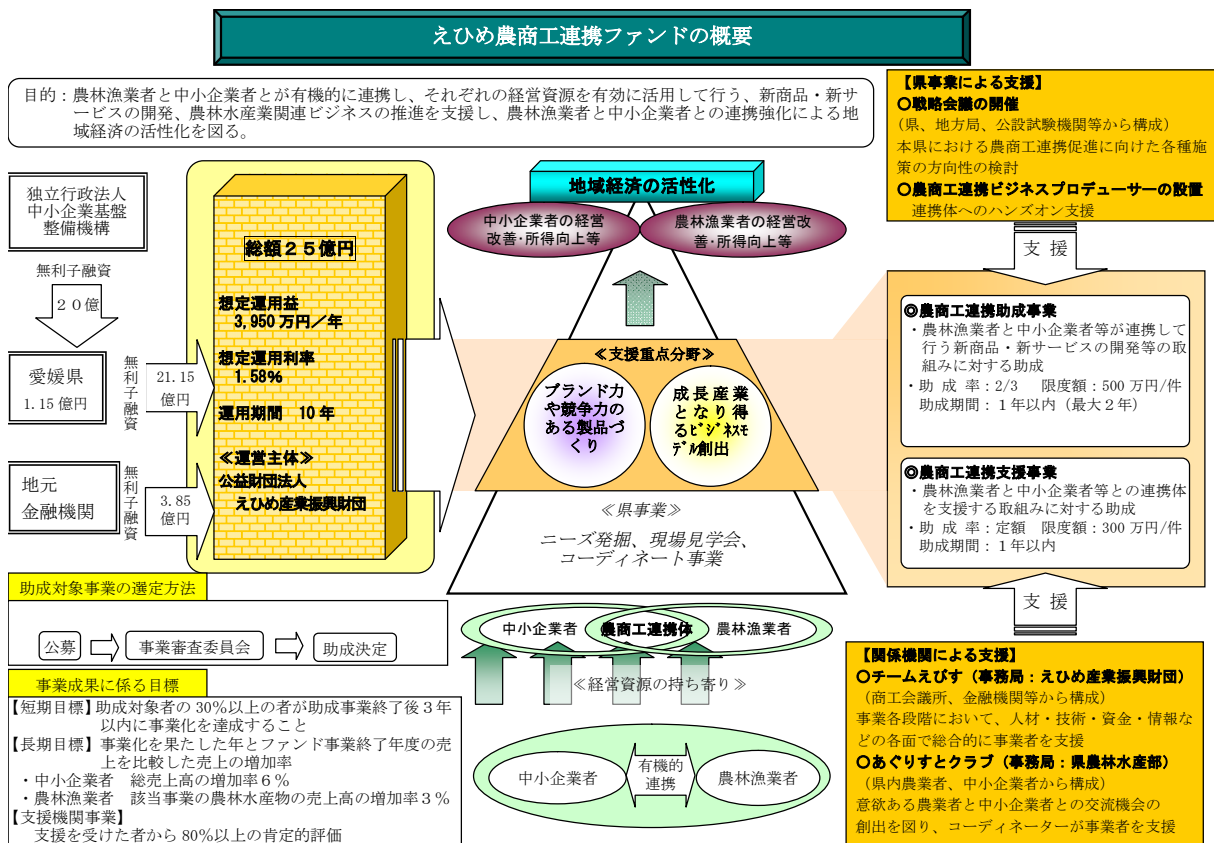 えひめ農商工連携ファンドの概要
目的：農林漁業者と中小企業者とが有機的に連携し、それぞれの経営資源を有効に活用して行う、新商品・新サ
ービスの開発、農林水産業関連ビジネスの推進を支援し、農林漁業者と中小企業者との連携強化による地
域経済の活性化を図る。
独立行政法人
中小企業基盤
整備機構
無利子融資
２０億
愛媛県
1.15 億円
無利子融資
21.15
億円
地元
金融機関
無利子融資
3.85
億円
総額２５億円
想定運用益
3,950 万円／年
想定運用利率
1.58%
運用期間　10 年
≪運営主体≫
公益財団法人
えひめ産業振興財団
地域経済の活性化
中小企業者の経営
改善・所得向上等
農林漁業者の経営改
善・所得向上等
≪支援重点分野≫
ブランド力
や競争力の
ある製品づ
くり
成長産業
となり得
るﾋﾞｼﾞﾈｽﾓ
ﾃﾞﾙ創出
≪県事業≫
ニーズ発掘、現場見学会、
コーディネート事業
中小企業者
農商工連携体
農林漁業者
≪経営資源の持ち寄り≫
中小企業者
有機的
連携
農林漁業者
【県事業による支援】
○戦略会議の開催
（県、地方局、公設試験機関等から構成）
本県における農商工連携促進に向けた各種施
策の方向性の検討
○農商工連携ビジネスプロデューサーの設置
連携体へのハンズオン支援
支 援
◎農商工連携助成事業
・農林漁業者と中小企業者等が連携して
行う新商品・新サービスの開発等の取
組みに対する助成
・助 成 率：2/3　限度額：500 万円/件
助成期間：１年以内（最大２年）
◎農商工連携支援事業
・農林漁業者と中小企業者等との連携体
を支援する取組みに対する助成
・助 成 率：定額　限度額：300 万円/件
助成期間：１年以内
支 援
【関係機関による支援】
○チームえびす（事務局：えひめ産業振興財団）
（商工会議所、金融機関等から構成）
事業各段階において、人材・技術・資金・情報な
どの各面で総合的に事業者を支援
○あぐりすとクラブ（事務局：県農林水産部）
（県内農業者、中小企業者から構成）
意欲ある農業者と中小企業者との交流機会の
創出を図り、コーディネーターが事業者を支援
助成対象事業の選定方法
公募
事業審査委員会
助成決定
事業成果に係る目標
【短期目標】助成対象者の 30%以上の者が助成事業終了後３年
以内に事業化を達成すること
【長期目標】事業化を果たした年とファンド事業終了年度の売
上を比較した売上の増加率
・中小企業者　総売上高の増加率６％
・農林漁業者　該当事業の農林水産物の売上高の増加率３％
【支援機関事業】
支援を受けた者から 80%以上の肯定的評価